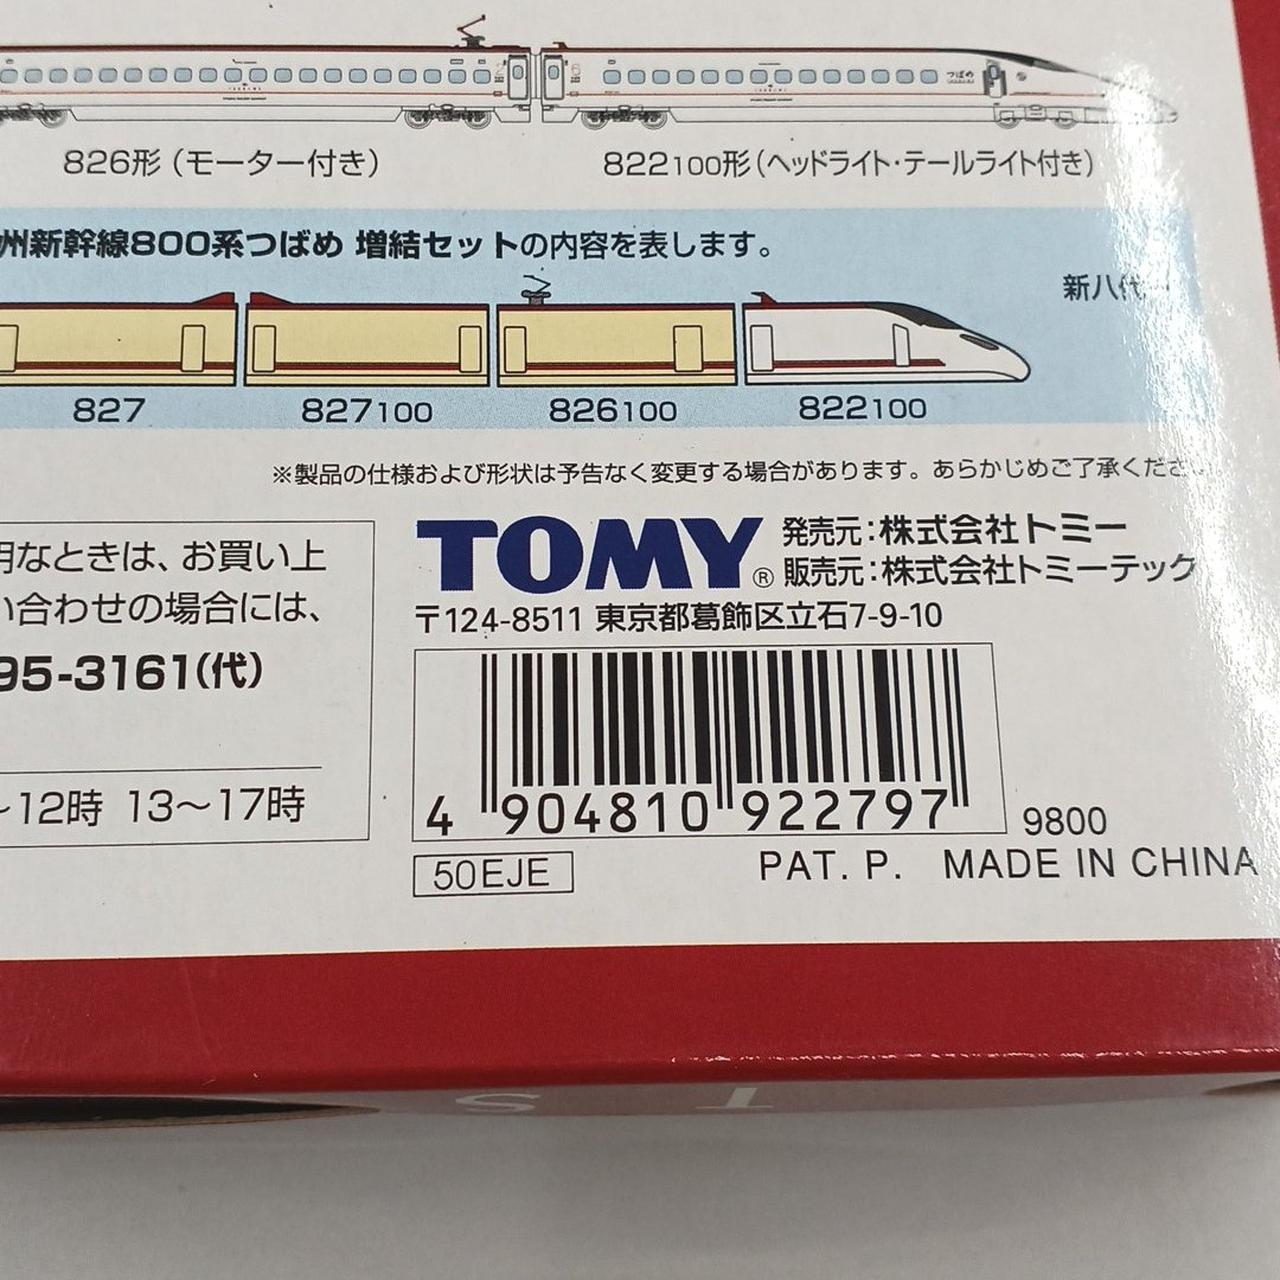 つばめ
826形(モーター付き)
822100形(ヘッドライト・テールライト付き)
州新幹線800系つばめ 増結セットの内容を表します。
新八代
827
827100
826100
822100
※製品の仕様および形状は予告なく変更する場合があります。あらかじめご了承くださ
明なときは、お買い上
い合わせの場合には、
95-3161(代)
~12時 13~17時
TOMY® 発売元:株式会社トミー
販売元:株式会社トミーテック
〒124-8511 東京都葛飾区立石7-9-10
4 904810 922797
9800
50EJE
PAT. P. MADE IN CHINA